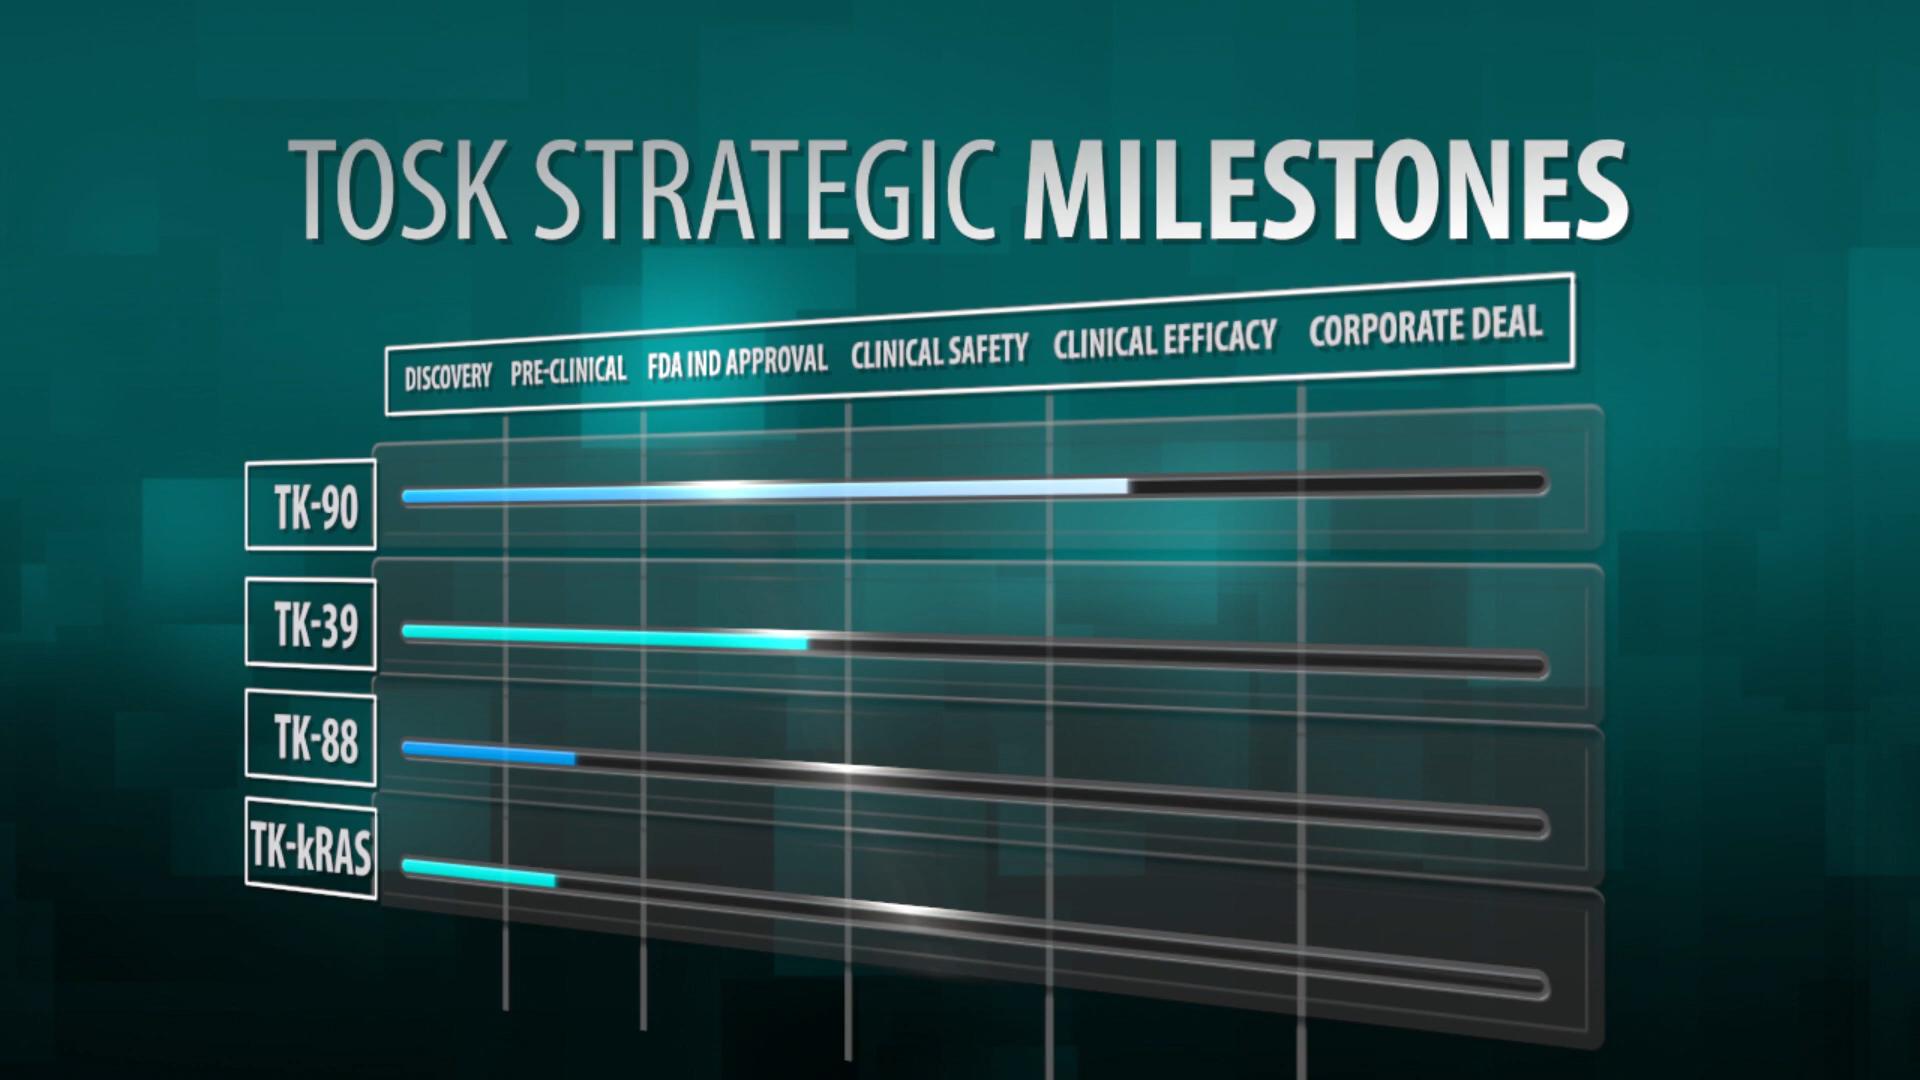 TOSK STRATEGIC MILESTONES
DISCOVERY PRE-CLINICAL FDA IND APPROVAL CLINICAL SAFETY CLINICAL EFFICACY CORPORATE DEAL
TK-90
TK-39
TK-88
TK-kRAS